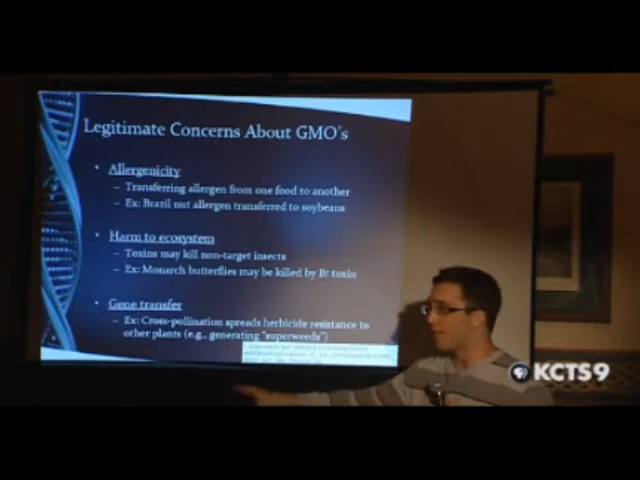 Legitimate Concerns About GMO's
• Allergenicity
– Transferring allergen from one food to another
– Ex: Brazil nut allergen transferred to soybeans
• Harm to ecosystem
– Toxins may kill non-target insects
– Ex: Monarch butterflies may be killed by Bt toxin
• Gene transfer
– Ex: Cross-pollination spreads herbicide resistance to
other plants (e.g., generating "superweeds")
KCTS9